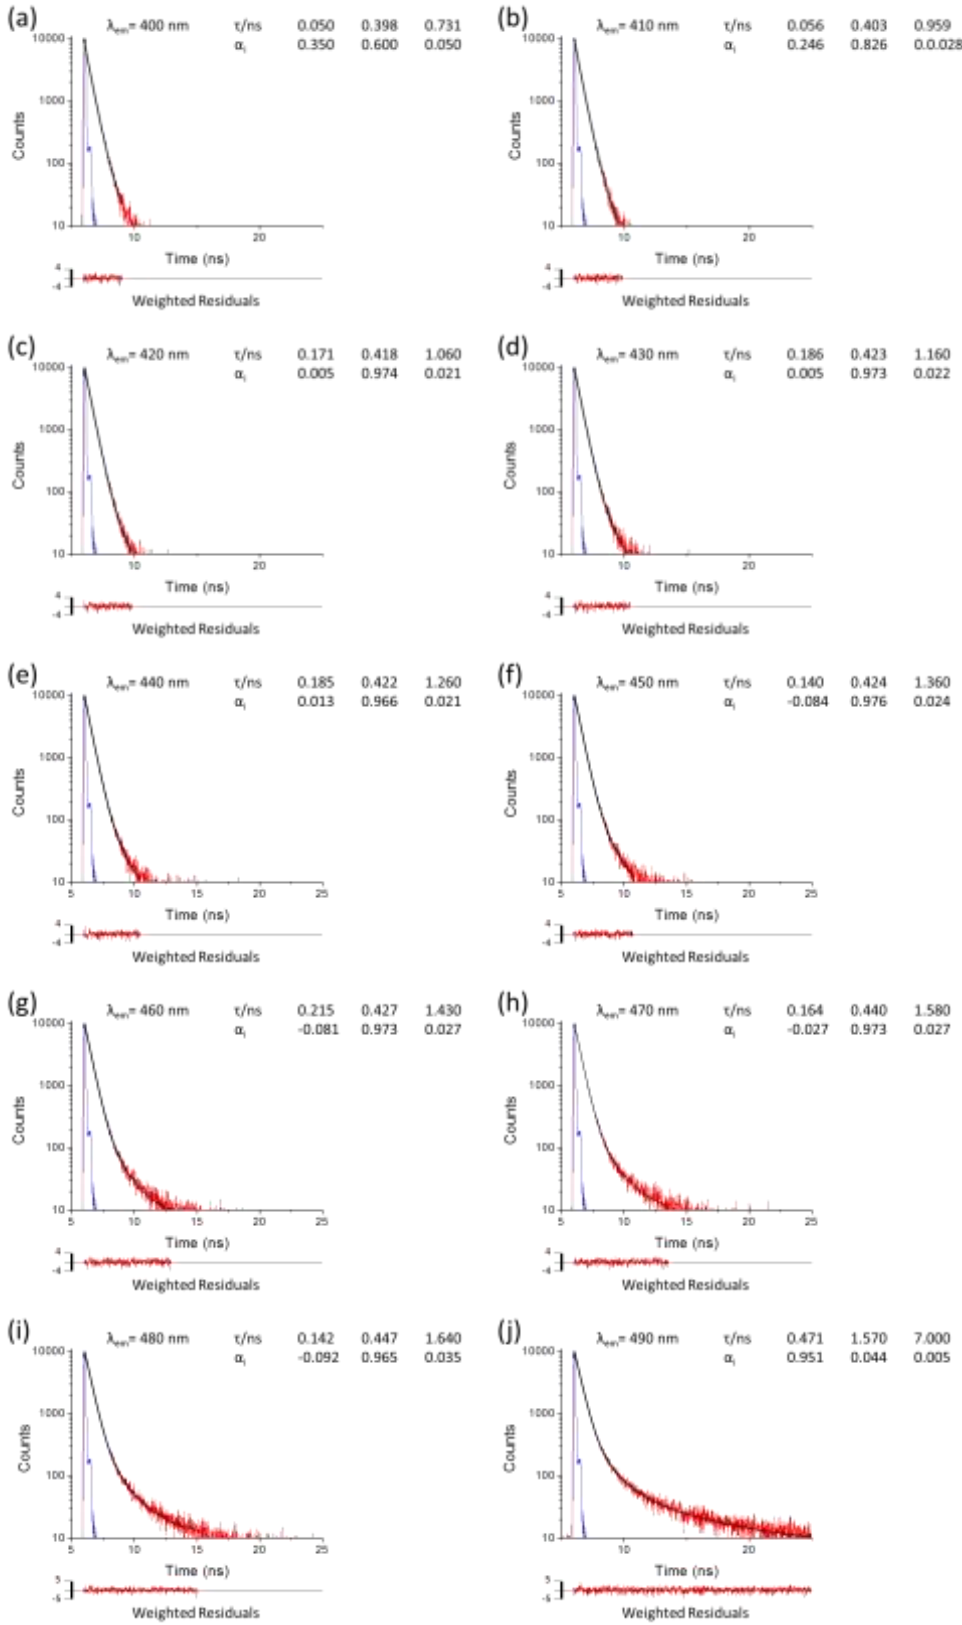 (a) λem= 400 nm τ/ns 0.050 0.398 0.731
αi 0.350 0.600 0.050
10000
1000
100
10
Counts
10 20
Time (ns)
4
-4
Weighted Residuals
(b) λem= 410 nm τ/ns 0.056 0.403 0.959
αi 0.246 0.826 0.0.028
10000
1000
100
10
Counts
10 20
Time (ns)
4
-4
Weighted Residuals
(c) λem= 420 nm τ/ns 0.171 0.418 1.060
αi 0.005 0.974 0.021
10000
1000
100
10
Counts
10 20
Time (ns)
4
-4
Weighted Residuals
(d) λem= 430 nm τ/ns 0.186 0.423 1.160
αi 0.005 0.973 0.022
10000
1000
100
10
Counts
10 20
Time (ns)
4
-4
Weighted Residuals
(e) λem= 440 nm τ/ns 0.185 0.422 1.260
αi 0.013 0.966 0.021
10000
1000
100
10
Counts
5 10 15 20 25
Time (ns)
4
-4
Weighted Residuals
(f) λem= 450 nm τ/ns 0.140 0.424 1.360
αi -0.084 0.976 0.024
10000
1000
100
10
Counts
5 10 15 20 25
Time (ns)
4
-4
Weighted Residuals
(g) λem= 460 nm τ/ns 0.215 0.427 1.430
αi -0.081 0.973 0.027
10000
1000
100
10
Counts
5 10 15 20 25
Time (ns)
4
-4
Weighted Residuals
(h) λem= 470 nm τ/ns 0.164 0.440 1.580
αi -0.027 0.973 0.027
10000
1000
100
10
Counts
5 10 15 20 25
Time (ns)
4
-4
Weighted Residuals
(i) λem= 480 nm τ/ns 0.142 0.447 1.640
αi -0.092 0.965 0.035
10000
1000
100
10
Counts
5 10 15 20 25
Time (ns)
5
-5
Weighted Residuals
(j) λem= 490 nm τ/ns 0.471 1.570 7.000
αi 0.951 0.044 0.005
10000
1000
100
10
Counts
10 20
Time (ns)
5
-5
Weighted Residuals